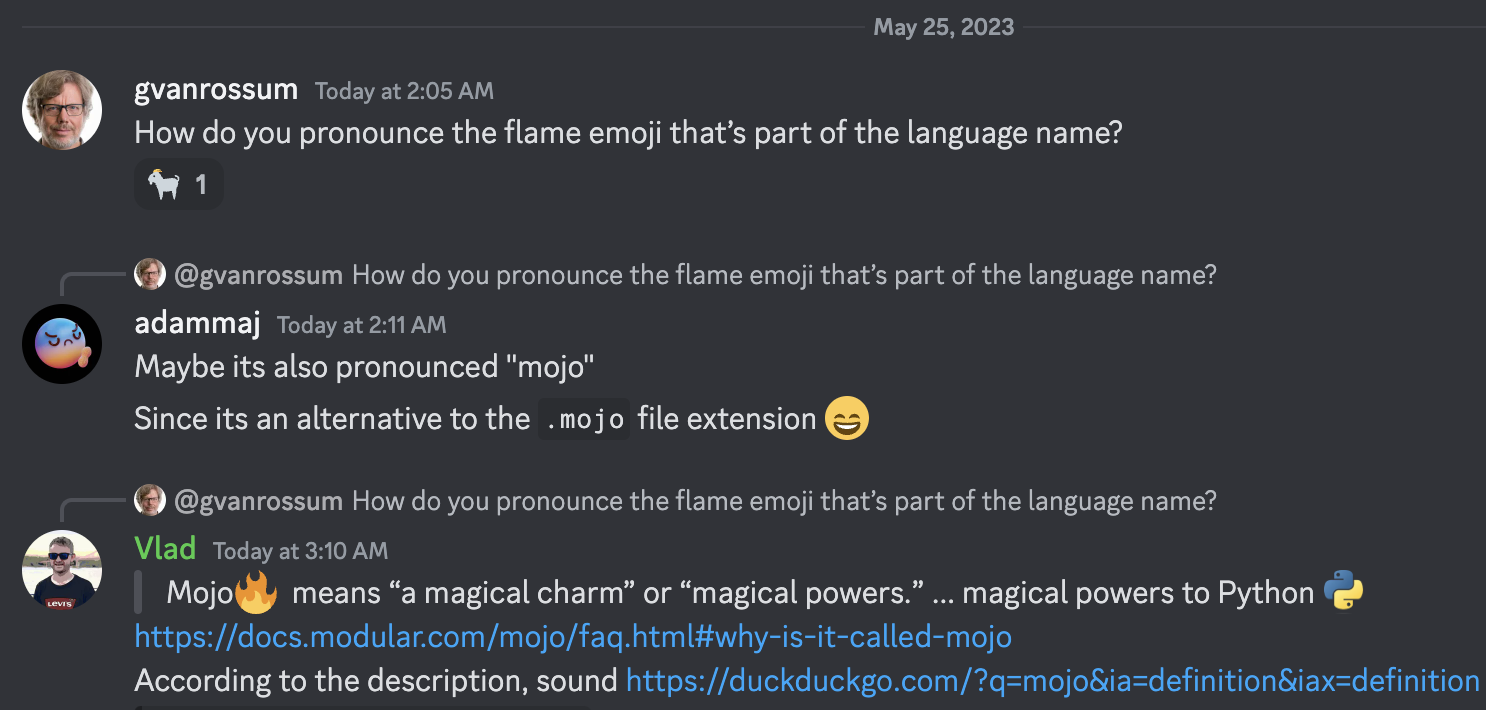 May 25, 2023
gvanrossum Today at 2:05 AM
How do you pronounce the flame emoji that’s part of the language name?
🐐 1
@gvanrossum How do you pronounce the flame emoji that’s part of the language name?
adammaj Today at 2:11 AM
Maybe its also pronounced "mojo"
Since its an alternative to the .mojo file extension 😄
@gvanrossum How do you pronounce the flame emoji that’s part of the language name?
Vlad Today at 3:10 AM
Mojo🔥 means “a magical charm” or “magical powers.” ... magical powers to Python
https://docs.modular.com/mojo/faq.html#why-is-it-called-mojo
According to the description, sound https://duckduckgo.com/?q=mojo&ia=definition&iax=definition
LEVI'S